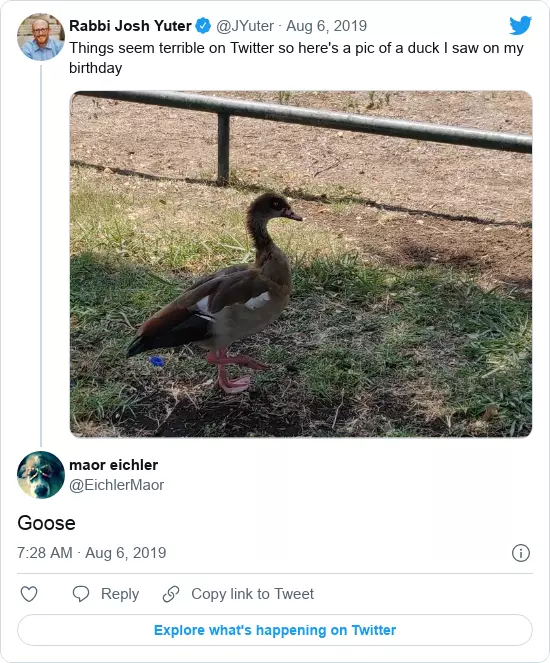 Rabbi Josh Yuter @JYuter · Aug 6, 2019
Things seem terrible on Twitter so here's a pic of a duck I saw on my
birthday
maor eichler
@EichlerMaor
Goose
7:28 AM · Aug 6, 2019
Reply Copy link to Tweet
Explore what's happening on Twitter